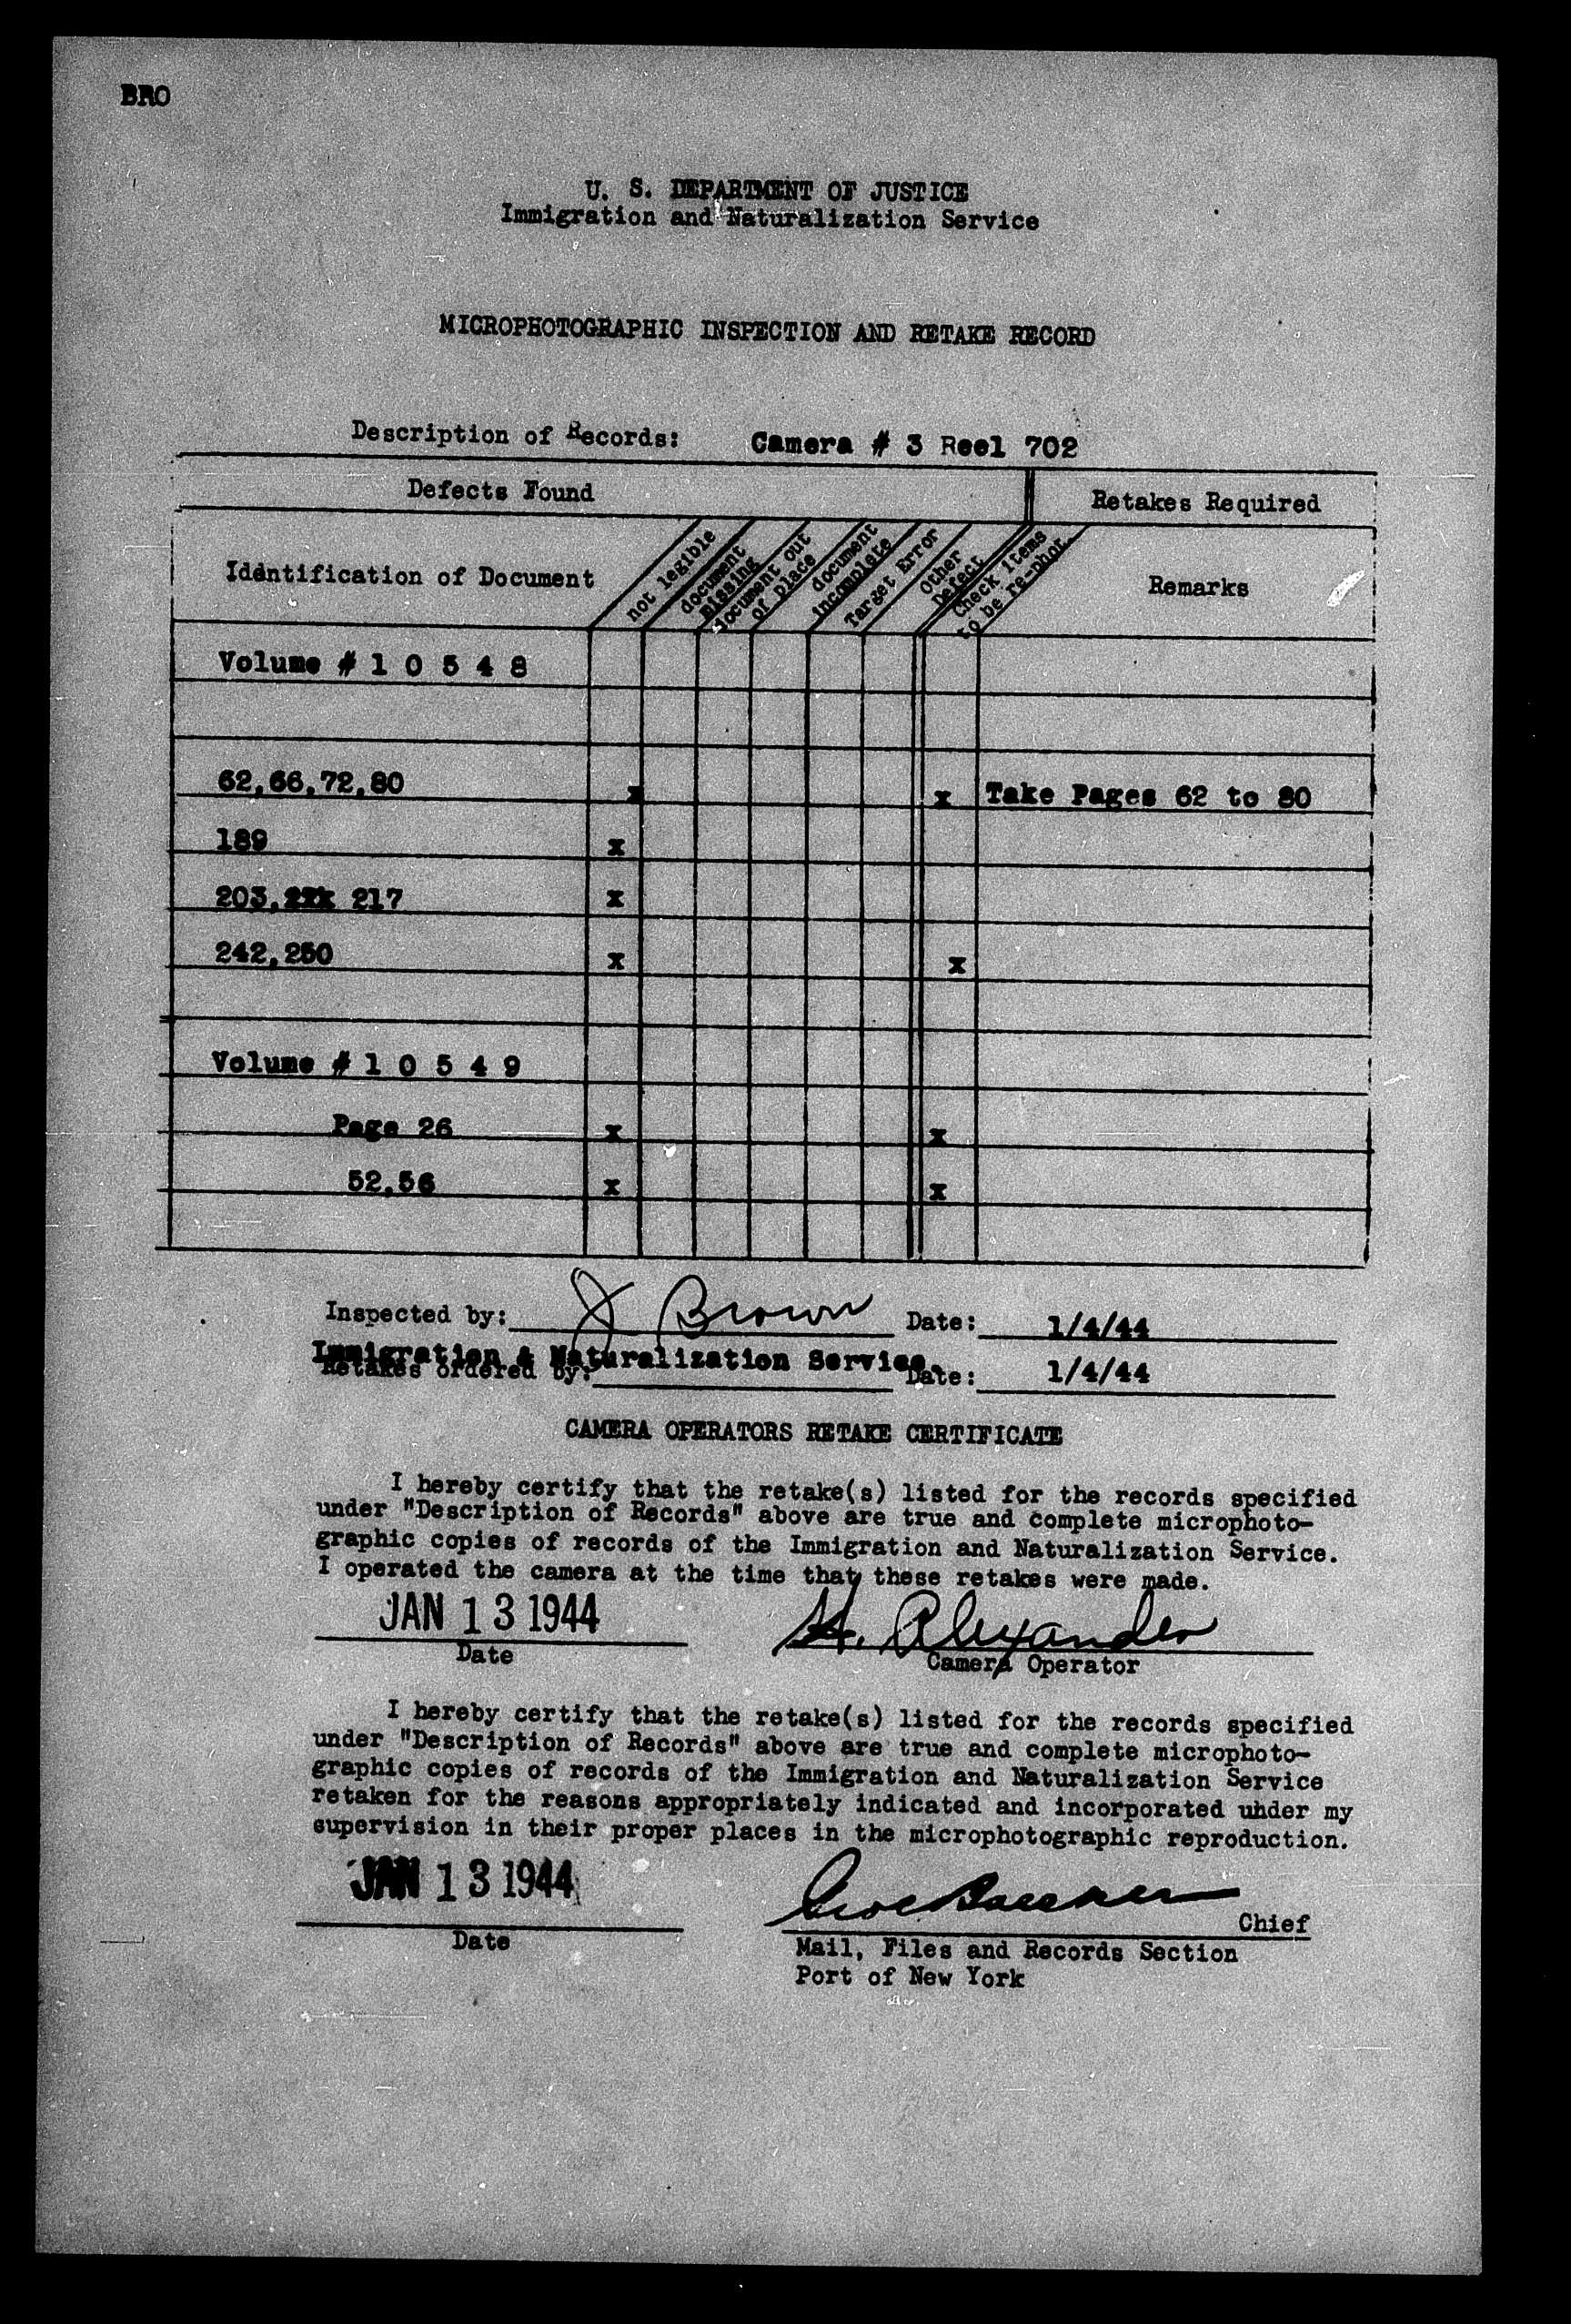 BRO
U. S. DEPARTMENT OF JUSTICE
Immigration and Naturalization Service
MICROPHOTOGRAPHIC INSPECTION AND RETAKE RECORD
Description of Records: Camera # 3 Reel 702
Defects Found Retakes Required
Identification of Document
not legible
document
missing
document out
of place
document
incomplete
Target Error
Other
Defect
Check items
to be re-phot.
Remarks
Volume # 1 0 5 4 8
62,66,72,80 x x Take Pages 62 to 80
189 x
203, 217 x
242,250 x x
Volume # 1 0 5 4 9
Page 26 x x
52,56 x x
Inspected by: J Brown Date: 1/4/44
Immigration & Naturalization Service.
Retakes ordered by: Date: 1/4/44
CAMERA OPERATORS RETAKE CERTIFICATE
I hereby certify that the retake(s) listed for the records specified
under "Description of Records" above are true and complete microphoto-
graphic copies of records of the Immigration and Naturalization Service.
I operated the camera at the time that these retakes were made.
JAN 13 1944 H. Alexander
Date Camera Operator
I hereby certify that the retake(s) listed for the records specified
under "Description of Records" above are true and complete microphoto-
graphic copies of records of the Immigration and Naturalization Service
retaken for the reasons appropriately indicated and incorporated under my
supervision in their proper places in the microphotographic reproduction.
JAN 13 1944
Chief
Date Mail, Files and Records Section
Port of New York